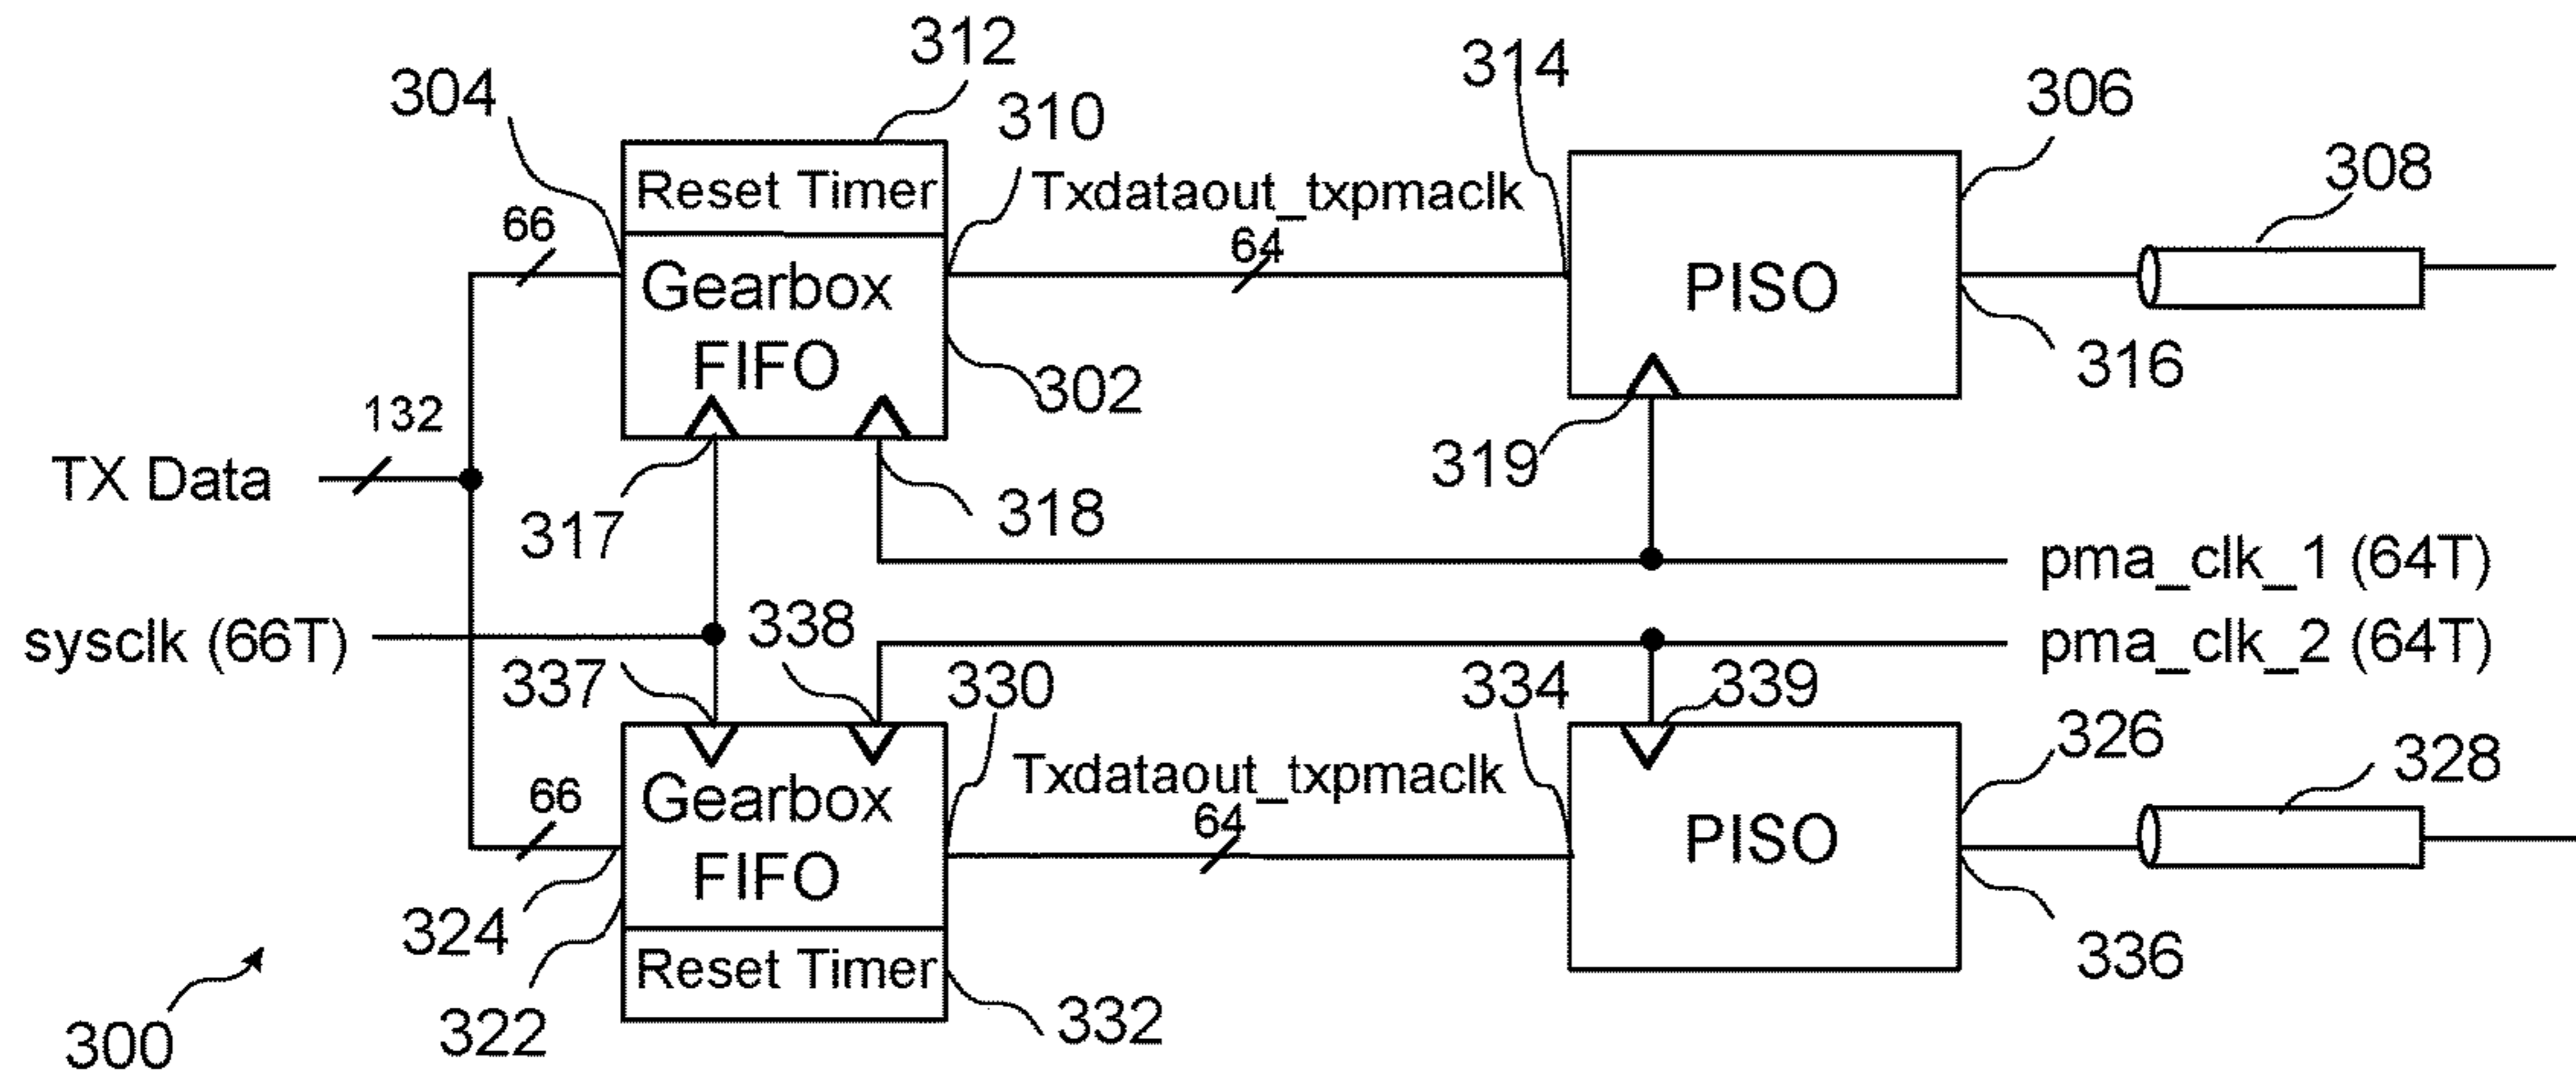 312
314
304
310
306
308
Reset Timer
Txdataout_txpmaclk
66
64
Gearbox
FIFO
PISO
302
316
132
319
TX Data
317
318
pma_clk_1 (64T)
sysclk (66T)
338
pma_clk_2 (64T)
337
330
334
339
326
328
66
Gearbox
FIFO
Txdataout_txpmaclk
64
PISO
324
Reset Timer
336
322
332
300